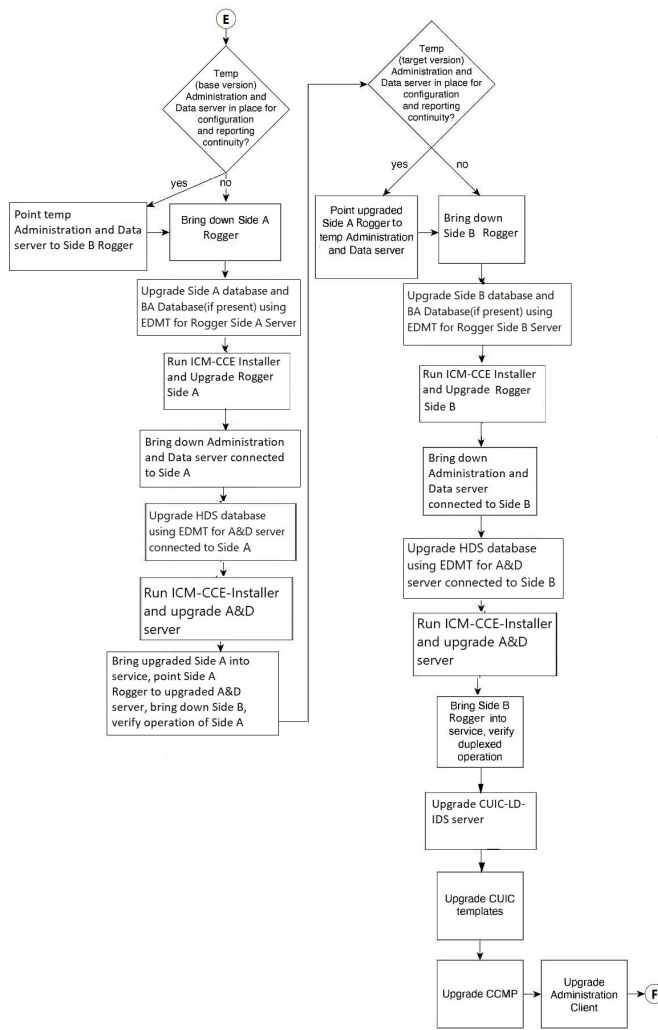 E
Temp
(base version)
Administration and
Data server in place for
configuration
and reporting
continuity?
yes
no
Point temp
Administration and Data
server to Side B Rogger
Bring down Side A
Rogger
Upgrade Side A database and
BA Database(if present) using
EDMT for Rogger Side A Server
Run ICM-CCE Installer
and Upgrade Rogger
Side A
Bring down Administration
and Data server connected
to Side A
Upgrade HDS database
using EDMT for A&D server
connected to Side A
Run ICM-CCE-Installer
and upgrade A&D
server
Bring upgraded Side A into
service, point Side A
Rogger to upgraded A&D
server, bring down Side B,
verify operation of Side A
Temp
(target version)
Administration and
Data server in place for
configuration
and reporting
continuity?
yes
no
Point upgraded
Side A Rogger to
temp Administration
and Data server
Bring down
Side B Rogger
Upgrade Side B database and
BA Database(if present) using
EDMT for Rogger Side B Server
Run ICM-CCE Installer
and Upgrade Rogger
Side B
Bring down
Administration and
Data server
connected to Side B
Upgrade HDS database
using EDMT for A&D
server connected to Side B
Run ICM-CCE-Installer
and upgrade A&D
server
Bring Side B
Rogger into
service, verify
duplexed
operation
Upgrade CUIC-LD-
IDS server
Upgrade CUIC
templates
Upgrade CCMP
Upgrade
Administration
Client
F